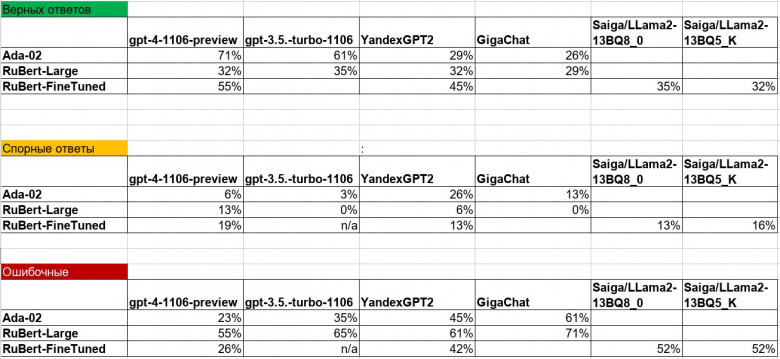 Верных ответов
gpt-4-1106-preview gpt-3.5.-turbo-1106 YandexGPT2 GigaChat Saiga/LLama2-13BQ8_0 Saiga/LLama2-13BQ5_K
Ada-02 71% 61% 29% 26%
RuBert-Large 32% 35% 32% 29%
RuBert-FineTuned 55% 45% 35% 32%
Спорные ответы :
gpt-4-1106-preview gpt-3.5.-turbo-1106 YandexGPT2 GigaChat Saiga/LLama2-13BQ8_0 Saiga/LLama2-13BQ5_K
Ada-02 6% 3% 26% 13%
RuBert-Large 13% 0% 6% 0%
RuBert-FineTuned 19% n/a 13% 13% 16%
Ошибочные
gpt-4-1106-preview gpt-3.5.-turbo-1106 YandexGPT2 GigaChat Saiga/LLama2-13BQ8_0 Saiga/LLama2-13BQ5_K
Ada-02 23% 35% 45% 61%
RuBert-Large 55% 65% 61% 71%
RuBert-FineTuned 26% n/a 42% 52% 52%